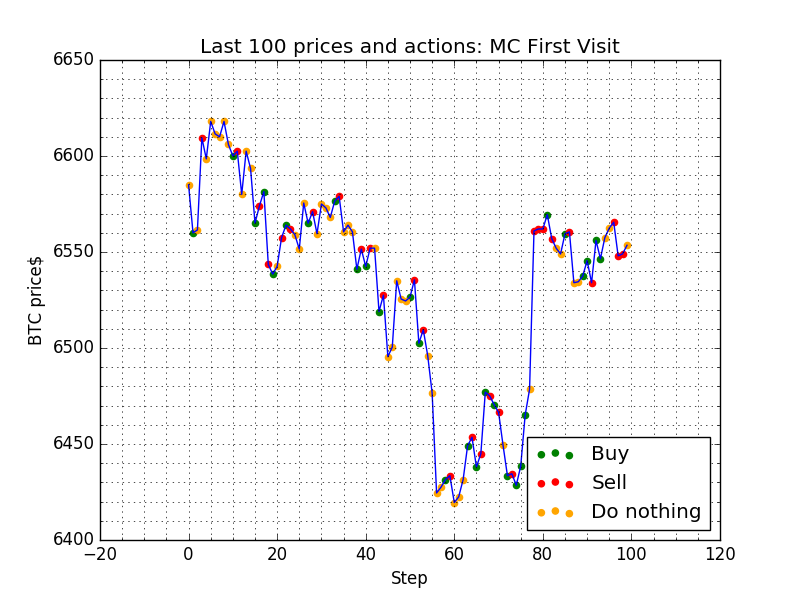 Last 100 prices and actions: MC First Visit
BTC price$
6650
6600
6550
6500
6450
6400
−20
0
20
40
60
80
100
120
Step
Buy
Sell
Do nothing